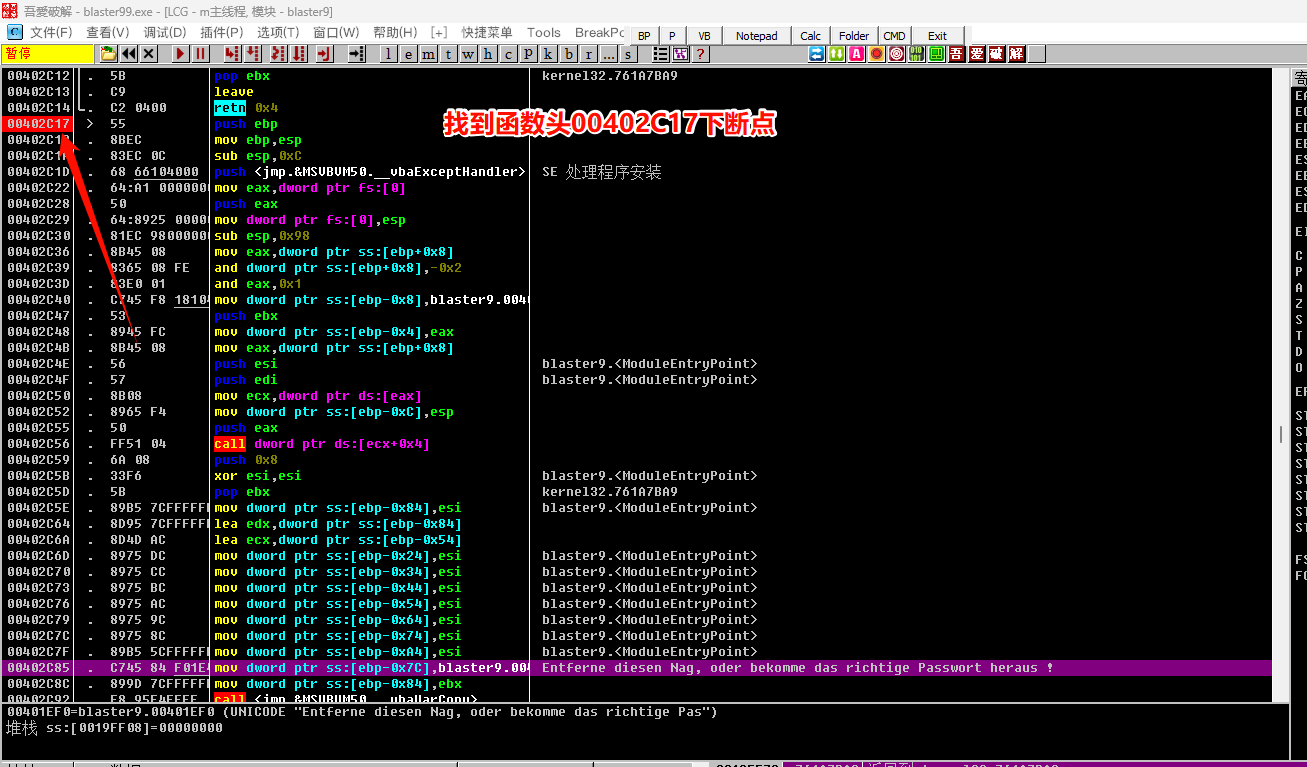 吾爱破解 - blaster99.exe - [LCG - m主线程, 模块 - blaster9]
文件(F) 查看(V) 调试(D) 插件(P) 选项(T) 窗口(W) 帮助(H) [+] 快捷菜单 Tools BreakPo BP P VB Notepad Calc Folder CMD Exit
暂停 l e m t w h c p k b r ... s ? 吾 爱 破 解
00402C12 . 5B pop ebx kernel32.761A7BA9
00402C13 . C9 leave
00402C14 . C2 0400 retn 0x4
00402C17 > 55 push ebp
找到函数头00402C17下断点
. 8BEC mov ebp,esp
. 83EC 0C sub esp,0xC
00402C1D . 68 66104000 push <jmp.&MSVBVM50.__vbaExceptHandler> SE 处理程序安装
00402C22 . 64:A1 000000 mov eax,dword ptr fs:[0]
00402C28 . 50 push eax
00402C29 . 64:8925 0000 mov dword ptr fs:[0],esp
00402C30 . 81EC 98000000 sub esp,0x98
00402C36 . 8B45 08 mov eax,dword ptr ss:[ebp+0x8]
00402C39 . 8365 08 FE and dword ptr ss:[ebp+0x8],-0x2
00402C3D . 83E0 01 and eax,0x1
00402C40 . C745 F8 1810 mov dword ptr ss:[ebp-0x8],blaster9.004
00402C47 . 53 push ebx
00402C48 . 8945 FC mov dword ptr ss:[ebp-0x4],eax
00402C4B . 8B45 08 mov eax,dword ptr ss:[ebp+0x8]
00402C4E . 56 push esi blaster9.<ModuleEntryPoint>
00402C4F . 57 push edi blaster9.<ModuleEntryPoint>
00402C50 . 8B08 mov ecx,dword ptr ds:[eax]
00402C52 . 8965 F4 mov dword ptr ss:[ebp-0xC],esp
00402C55 . 50 push eax
00402C56 . FF51 04 call dword ptr ds:[ecx+0x4]
00402C59 . 6A 08 push 0x8
00402C5B . 33F6 xor esi,esi blaster9.<ModuleEntryPoint>
00402C5D . 5B pop ebx kernel32.761A7BA9
00402C5E . 89B5 7CFFFFFF mov dword ptr ss:[ebp-0x84],esi blaster9.<ModuleEntryPoint>
00402C64 . 8D95 7CFFFFFF lea edx,dword ptr ss:[ebp-0x84]
00402C6A . 8D4D AC lea ecx,dword ptr ss:[ebp-0x54]
00402C6D . 8975 DC mov dword ptr ss:[ebp-0x24],esi blaster9.<ModuleEntryPoint>
00402C70 . 8975 CC mov dword ptr ss:[ebp-0x34],esi blaster9.<ModuleEntryPoint>
00402C73 . 8975 BC mov dword ptr ss:[ebp-0x44],esi blaster9.<ModuleEntryPoint>
00402C76 . 8975 AC mov dword ptr ss:[ebp-0x54],esi blaster9.<ModuleEntryPoint>
00402C79 . 8975 9C mov dword ptr ss:[ebp-0x64],esi blaster9.<ModuleEntryPoint>
00402C7C . 8975 8C mov dword ptr ss:[ebp-0x74],esi blaster9.<ModuleEntryPoint>
00402C7F . 89B5 5CFFFFFF mov dword ptr ss:[ebp-0xA4],esi blaster9.<ModuleEntryPoint>
00402C85 . C745 84 F01E mov dword ptr ss:[ebp-0x7C],blaster9.00 Entferne diesen Nag, oder bekomme das richtige Passwort heraus !
00402C8C . 899D 7CFFFFFF mov dword ptr ss:[ebp-0x84],ebx
00402C92 . call <jmp.&MSVBVM50.__vbaVarCopy>
00401EF0=blaster9.00401EF0 (UNICODE "Entferne diesen Nag, oder bekomme das richtige Pas")
堆栈 ss:[0019FF08]=00000000